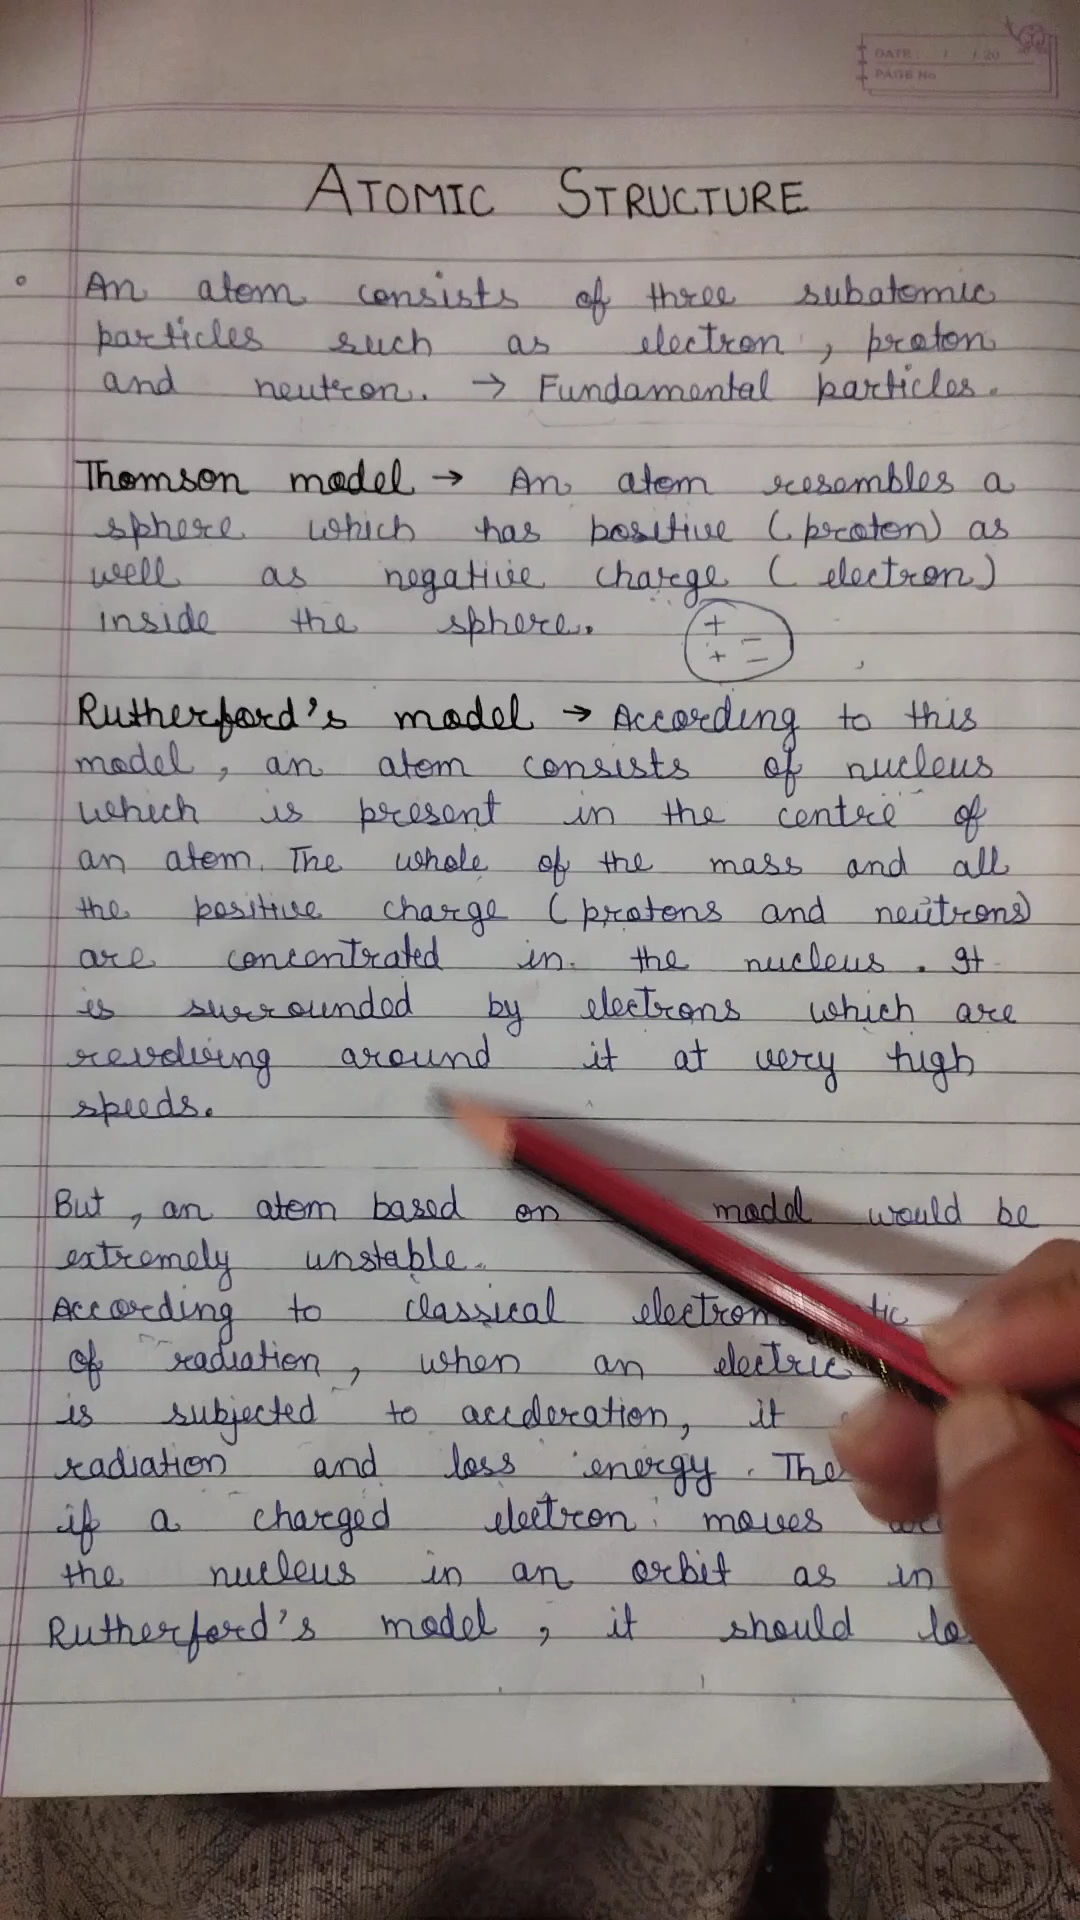 DATE: / / 20
PAGE No
ATOMIC STRUCTURE
An atom consists of three subatomic
particles such as electron, proton
and neutron. → Fundamental particles.
Thomson model → An atom resembles a
sphere which has positive (proton) as
well as negative charge (electron)
inside the sphere.
+ –
+ –
Rutherford's model → According to this
model, an atom consists of nucleus
which is present in the centre of
an atom. The whole of the mass and all
the positive charge (protons and neutrons)
are concentrated in the nucleus. It
is surrounded by electrons which are
revolving around it at very high
speeds.
But, an atom based on model would be
extremely unstable.
According to classical
of radiation, when an electric
is subjected to acceleration, it
radiation and loss energy.
if a charged electron moves
the nucleus in an orbit as in
Rutherford's model, it should